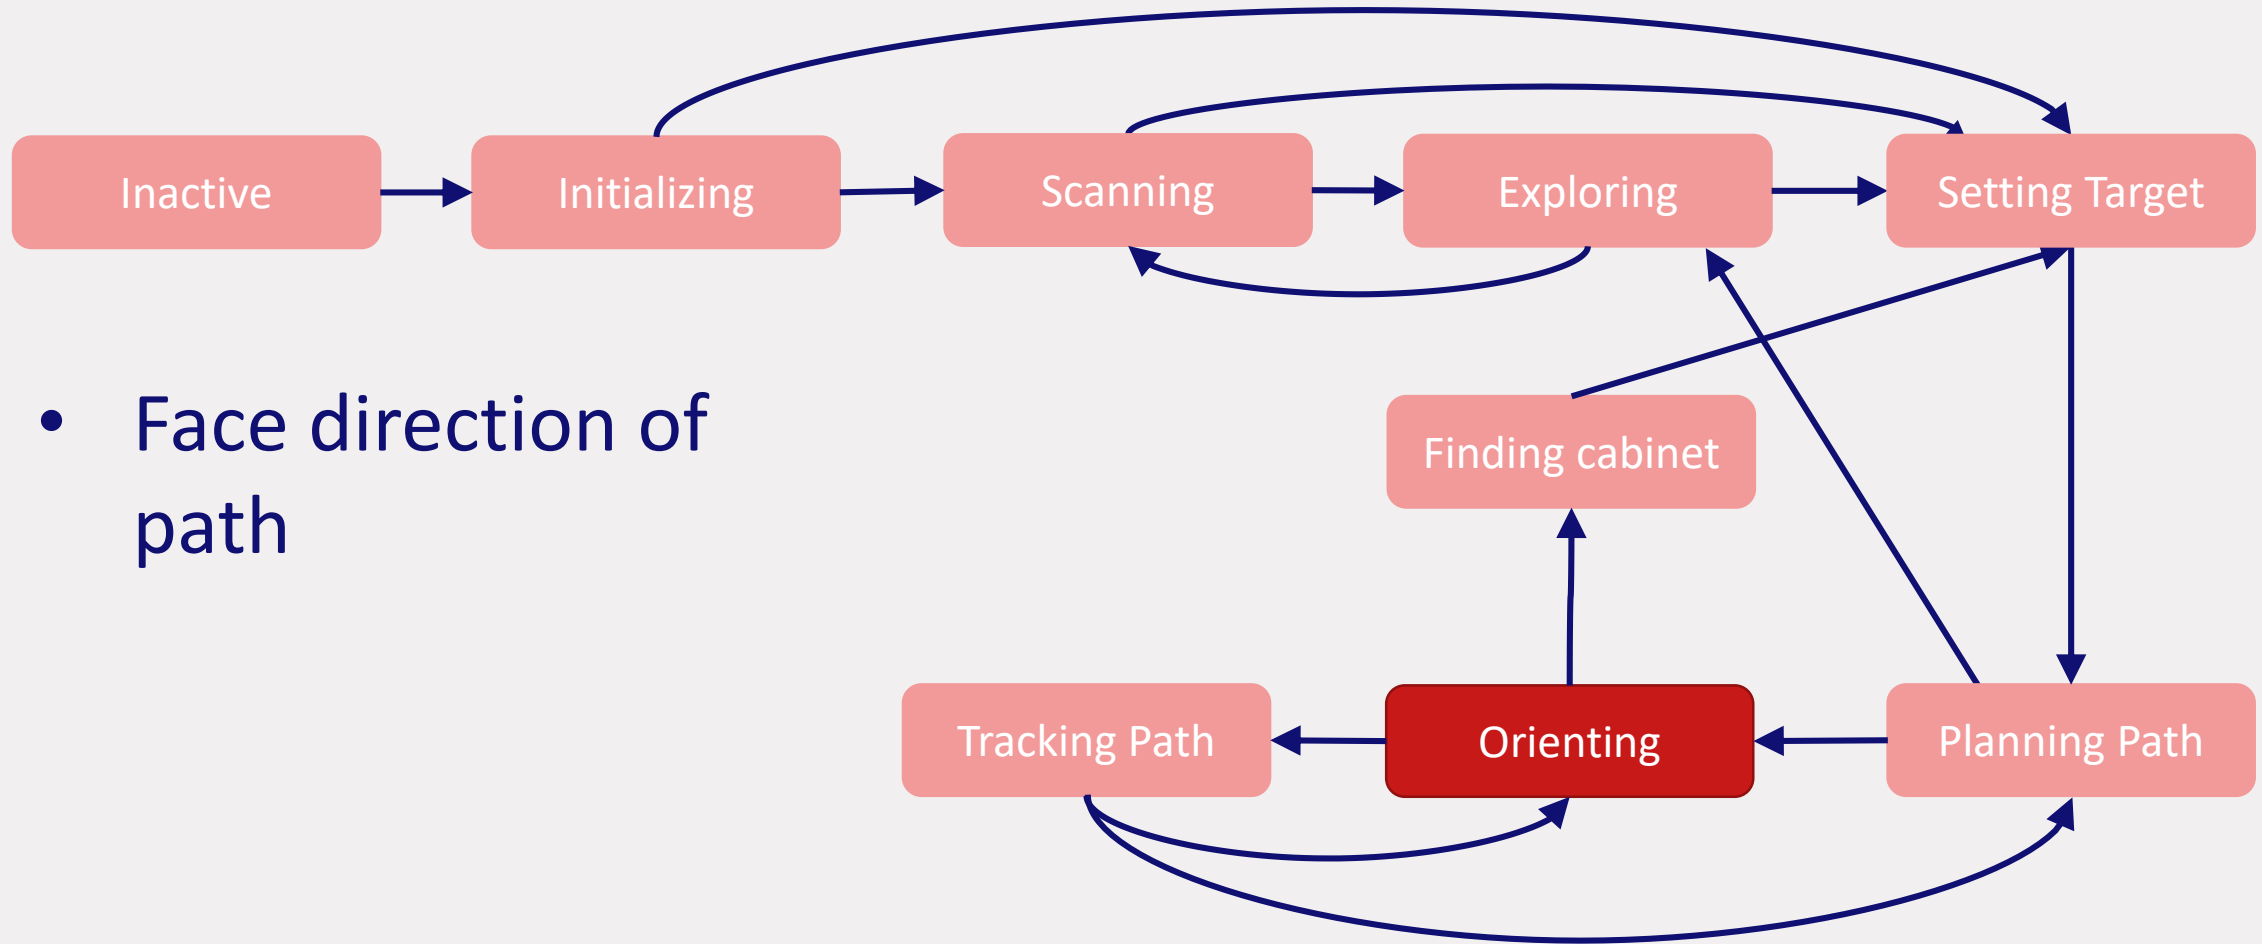 Inactive
Initializing
Scanning
Exploring
Setting Target
• Face direction of
path
Finding cabinet
Tracking Path
Orienting
Planning Path